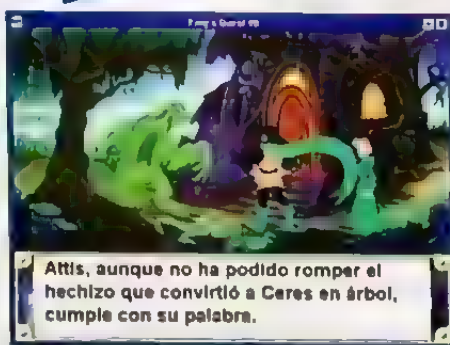 Attis, aunque no ha podido romper el
hechizo que convirtió a Ceres en árbol,
cumple con su palabra.